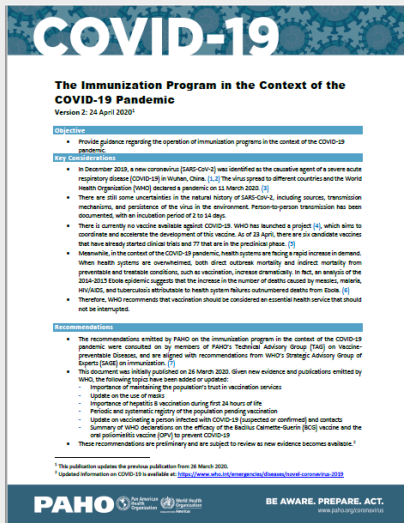 COVID-19
The Immunization Program in the Context of the
COVID-19 Pandemic
Version 2: 24 April 2020¹
Objective
• Provide guidance regarding the operation of immunization programs in the context of the COVID-19
pandemic.
Key Considerations
• In December 2019, a new coronavirus (SARS-CoV-2) was identified as the causative agent of a severe acute
respiratory disease (COVID-19) in Wuhan, China. (1,2) The virus spread to different countries and the World
Health Organization (WHO) declared a pandemic on 11 March 2020. (3)
• There are still some uncertainties in the natural history of SARS-CoV-2, including sources, transmission
mechanisms, and persistence of the virus in the environment. Person-to-person transmission has been
documented, with an incubation period of 2 to 14 days.
• There is currently no vaccine available against COVID-19. WHO has launched a project (4), which aims to
coordinate and accelerate the development of this vaccine. As of 23 April, there are six candidate vaccines
that have already started clinical trials and 77 that are in the preclinical phase. (5)
• Meanwhile, in the context of the COVID-19 pandemic, health systems are facing a rapid increase in demand.
When health systems are overwhelmed, both direct outbreak mortality and indirect mortality from
preventable and treatable conditions, such as vaccination, increase dramatically. In fact, an analysis of the
2014-2015 Ebola epidemic suggests that the increase in the number of deaths caused by measles, malaria,
HIV/AIDS, and tuberculosis attributable to health system failures outnumbered deaths from Ebola. (6)
• Therefore, WHO recommends that vaccination should be considered an essential health service that should
not be interrupted.
Recommendations
• The recommendations emitted by PAHO on the immunization program in the context of the COVID-19
pandemic were consulted on by members of PAHO's Technical Advisory Group (TAG) on Vaccine-
preventable Diseases, and are aligned with recommendations from WHO's Strategic Advisory Group of
Experts (SAGE) on immunization. (7)
• This document was initially published on 26 March 2020. Given new evidence and publications emitted by
WHO, the following topics have been added or updated:
- Importance of maintaining the population's trust in vaccination services
- Update on the use of masks
- Importance of hepatitis B vaccination during first 24 hours of life
- Periodic and systematic registry of the population pending vaccination
- Update on vaccinating a person infected with COVID-19 (suspected or confirmed) and contacts
- Summary of WHO declarations on the efficacy of the Bacillus Calmette-Guerin (BCG) vaccine and the
oral poliomyelitis vaccine (OPV) to prevent COVID-19
• These recommendations are preliminary and are subject to review as new evidence becomes available.²
¹ This publication updates the previous publication from 26 March 2020.
² Updated information on COVID-19 is available at: https://www.who.int/emergencies/diseases/novel-coronavirus-2019
PAHO Pan American Health Organization World Health Organization Americas
BE AWARE. PREPARE. ACT.
www.paho.org/coronavirus